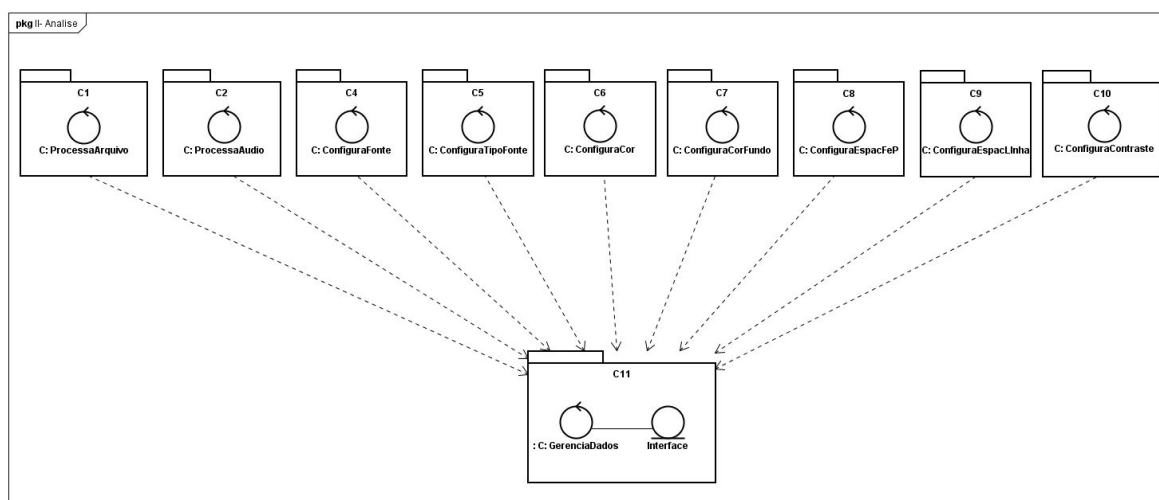 pkg II- Analise
C1
C: ProcessaArquivo
C2
C: ProcessaAudio
C4
C: ConfiguraFonte
C5
C: ConfiguraTipoFonte
C6
C: ConfiguraCor
C7
C: ConfiguraCorFundo
C8
C: ConfiguraEspacFeP
C9
C: ConfiguraEspacLInha
C10
C: ConfiguraContraste
C11
: C: GerenciaDados
Interface